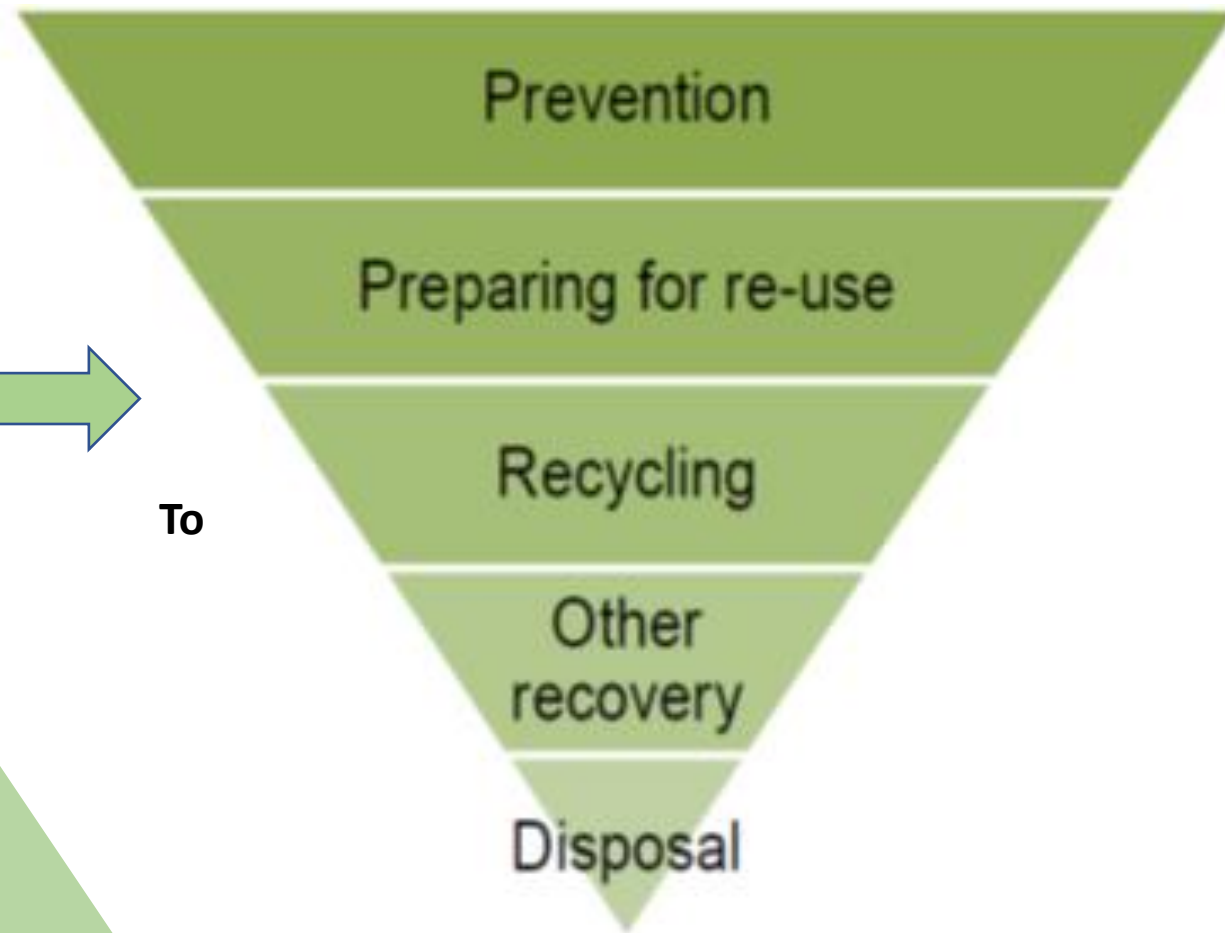 Prevention
Preparing for re-use
Recycling
To
Other
recovery
Disposal